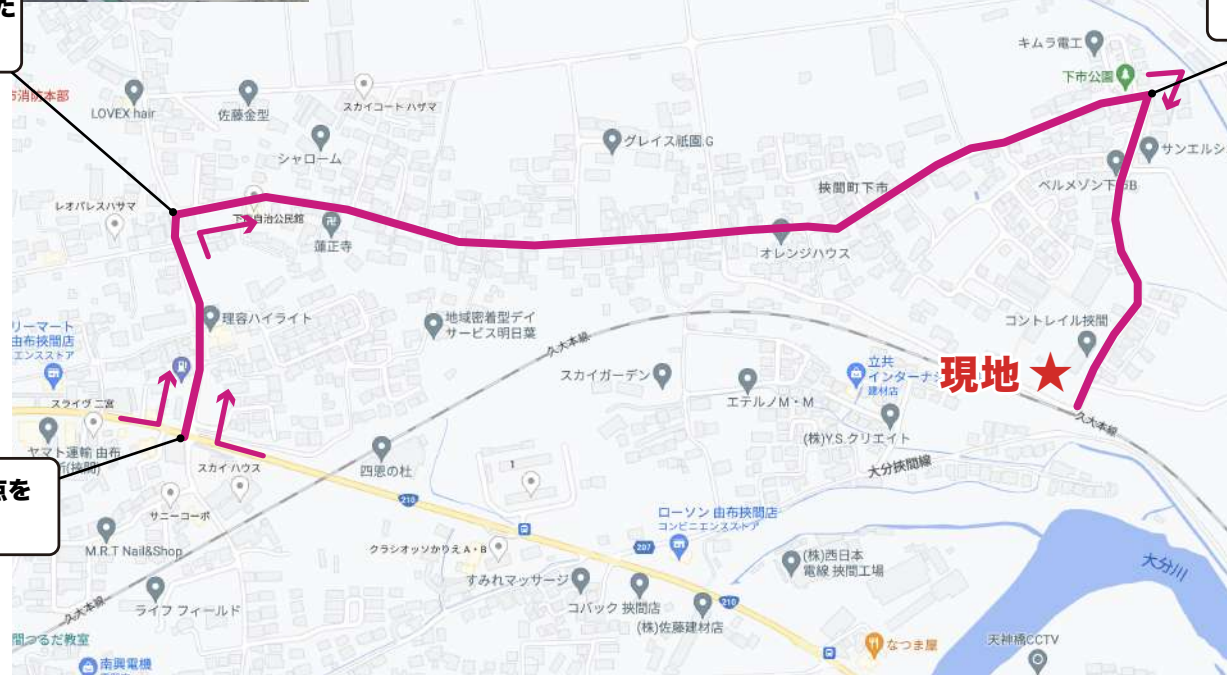 た
キムラ電工
下市公園
市消防本部
LOVEX hair
佐藤金型
スカイコート ハザマ
シャローム
グレイス祇園.G
サンエルシ
挾間町下市
ベルメゾン下市B
レオパレスハサマ
自治公民館
蓮正寺
オレンジハウス
理容ハイライト
地域密着型デイ
サービス明日葉
コントレイル挾間
リーマート
由布挾間店
エンスストア
久大本線
スカイガーデン
立共
インターナシ
建材店
現地 ★
エテルノM・M
スライヴ 二宮
(株)Y.S.クリエイト
久大本線
ヤマト運輸 由布
所(挾間)
スカイハウス
四恩の杜
大分挾間線
1
点を
サニーコーポ
210
ローソン 由布挾間店
コンビニエンスストア
M.R.T Nail&Shop
クラシオッソかりえ A・B
207
(株)西日本
電線 挾間工場
大分川
すみれマッサージ
久大本線
ライフ フィールド
コバック 挾間店
210
(株)佐藤建材店
間つるだ教室
なつま屋
天神橋CCTV
南興電機